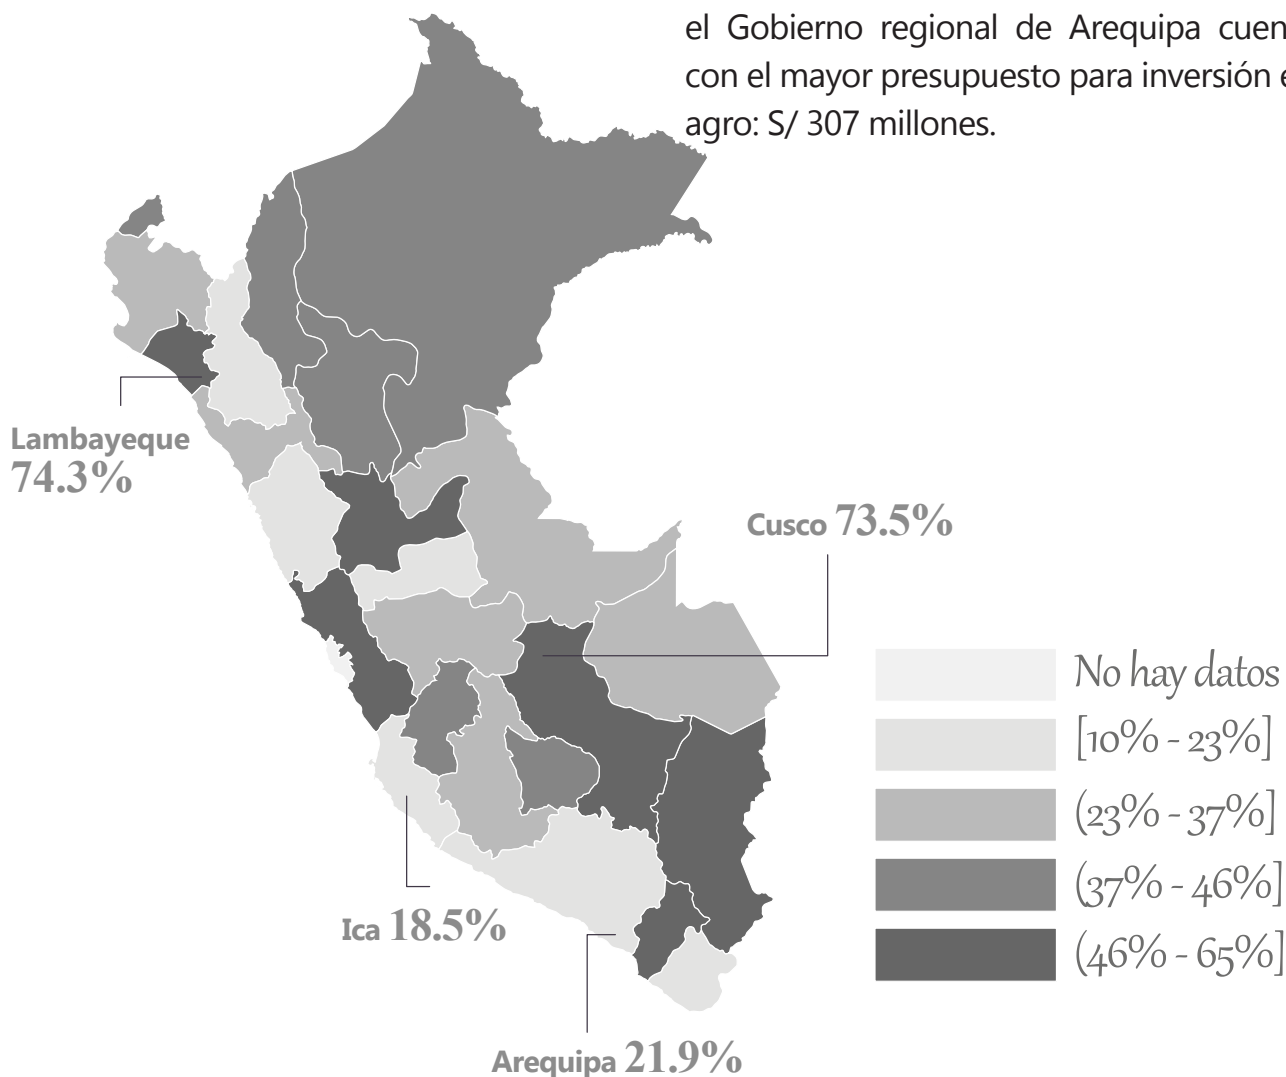 el Gobierno regional de Arequipa cuen
con el mayor presupuesto para inversión e
agro: S/ 307 millones.
Lambayeque
74.3%
Cusco 73.5%
No hay datos
[10% - 23%]
(23% - 37%]
(37% - 46%]
(46% - 65%]
Ica 18.5%
Arequipa 21.9%